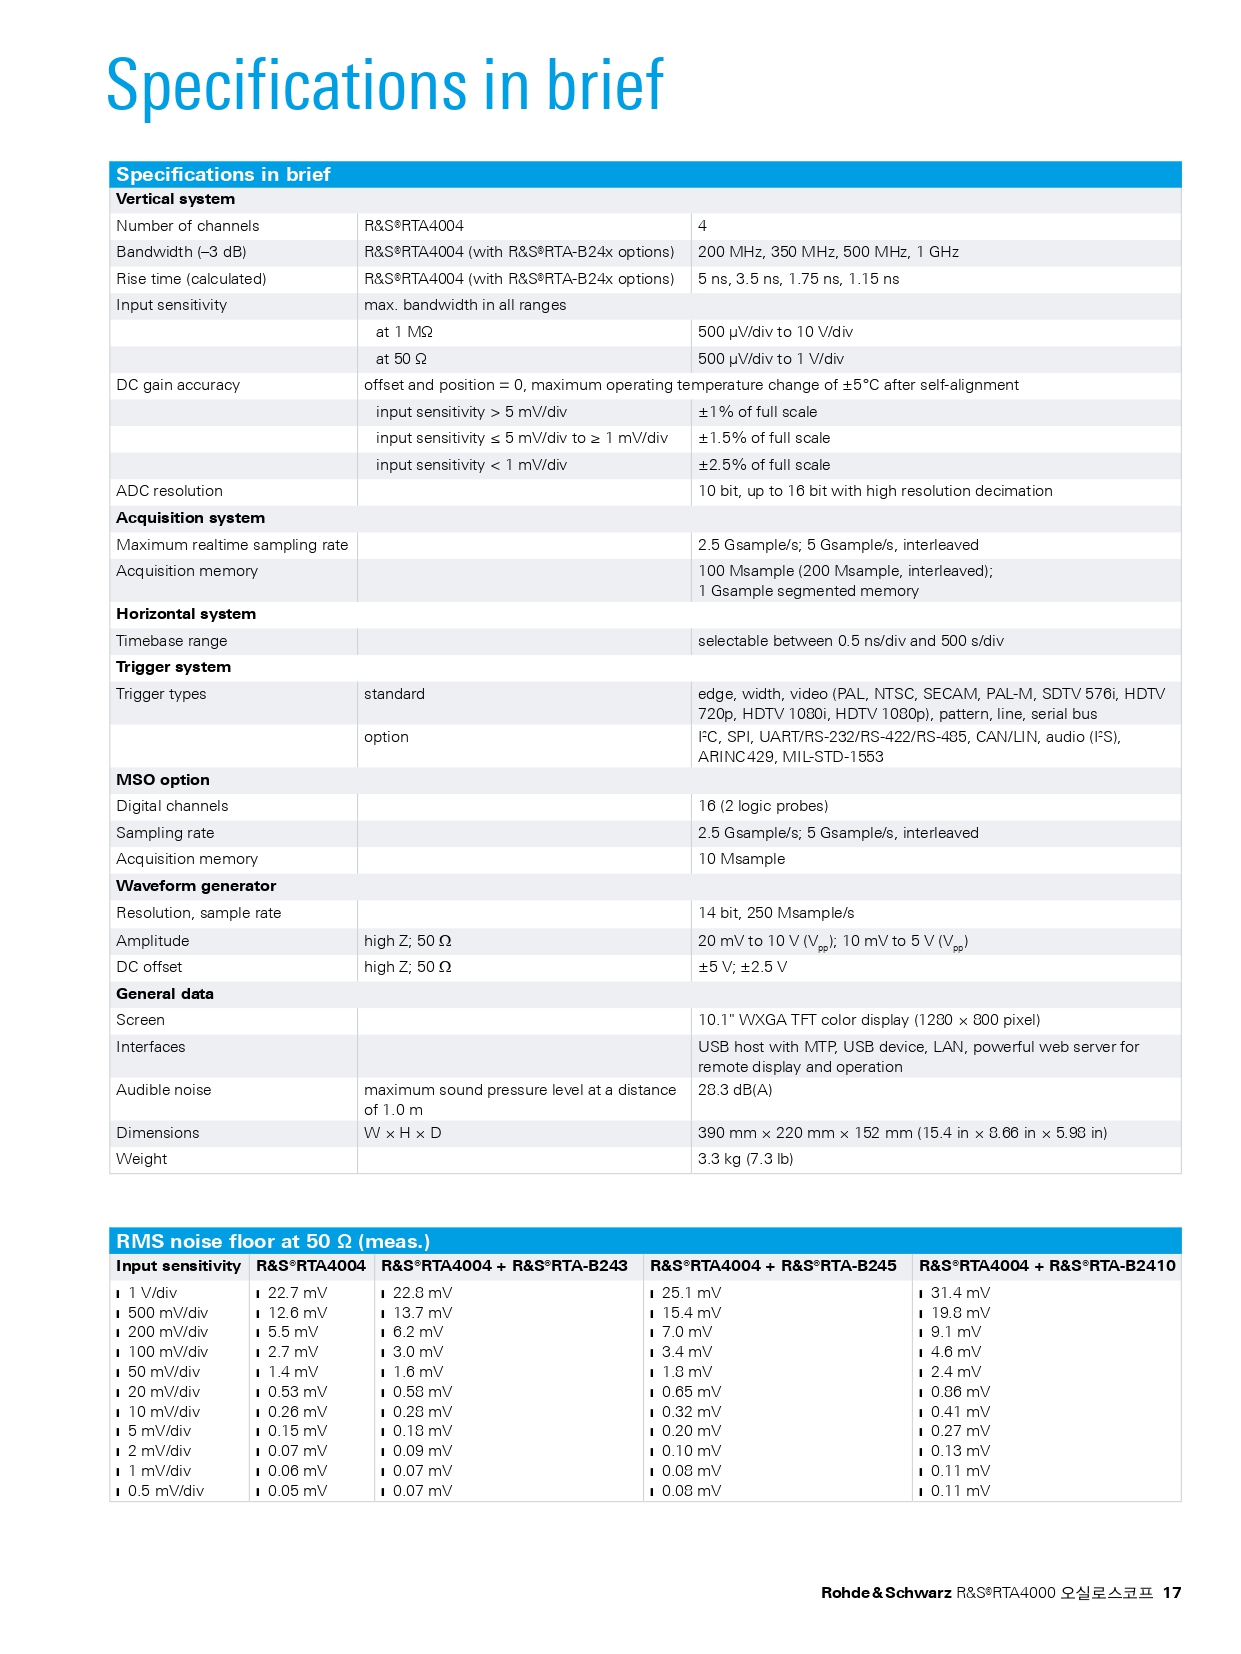 Specifications in brief
Specifications in brief
Vertical system
Number of channels R&S®RTA4004 4
Bandwidth (–3 dB) R&S®RTA4004 (with R&S®RTA-B24x options) 200 MHz, 350 MHz, 500 MHz, 1 GHz
Rise time (calculated) R&S®RTA4004 (with R&S®RTA-B24x options) 5 ns, 3.5 ns, 1.75 ns, 1.15 ns
Input sensitivity max. bandwidth in all ranges
at 1 MΩ 500 µV/div to 10 V/div
at 50 Ω 500 µV/div to 1 V/div
DC gain accuracy offset and position = 0, maximum operating temperature change of ±5°C after self-alignment
input sensitivity > 5 mV/div ±1% of full scale
input sensitivity ≤ 5 mV/div to ≥ 1 mV/div ±1.5% of full scale
input sensitivity < 1 mV/div ±2.5% of full scale
ADC resolution 10 bit, up to 16 bit with high resolution decimation
Acquisition system
Maximum realtime sampling rate 2.5 Gsample/s; 5 Gsample/s, interleaved
Acquisition memory 100 Msample (200 Msample, interleaved);
1 Gsample segmented memory
Horizontal system
Timebase range selectable between 0.5 ns/div and 500 s/div
Trigger system
Trigger types standard edge, width, video (PAL, NTSC, SECAM, PAL-M, SDTV 576i, HDTV
720p, HDTV 1080i, HDTV 1080p), pattern, line, serial bus
option I²C, SPI, UART/RS-232/RS-422/RS-485, CAN/LIN, audio (I²S),
ARINC 429, MIL-STD-1553
MSO option
Digital channels 16 (2 logic probes)
Sampling rate 2.5 Gsample/s; 5 Gsample/s, interleaved
Acquisition memory 10 Msample
Waveform generator
Resolution, sample rate 14 bit, 250 Msample/s
Amplitude high Z; 50 Ω 20 mV to 10 V (Vpp); 10 mV to 5 V (Vpp)
DC offset high Z; 50 Ω ±5 V; ±2.5 V
General data
Screen 10.1" WXGA TFT color display (1280 × 800 pixel)
Interfaces USB host with MTP, USB device, LAN, powerful web server for
remote display and operation
Audible noise maximum sound pressure level at a distance 28.3 dB(A)
of 1.0 m
Dimensions W × H × D 390 mm × 220 mm × 152 mm (15.4 in × 8.66 in × 5.98 in)
Weight 3.3 kg (7.3 lb)
RMS noise floor at 50 Ω (meas.)
Input sensitivity R&S®RTA4004 R&S®RTA4004 + R&S®RTA-B243 R&S®RTA4004 + R&S®RTA-B245 R&S®RTA4004 + R&S®RTA-B2410
1 V/div 22.7 mV 22.8 mV 25.1 mV 31.4 mV
500 mV/div 12.6 mV 13.7 mV 15.4 mV 19.8 mV
200 mV/div 5.5 mV 6.2 mV 7.0 mV 9.1 mV
100 mV/div 2.7 mV 3.0 mV 3.4 mV 4.6 mV
50 mV/div 1.4 mV 1.6 mV 1.8 mV 2.4 mV
20 mV/div 0.53 mV 0.58 mV 0.65 mV 0.86 mV
10 mV/div 0.26 mV 0.28 mV 0.32 mV 0.41 mV
5 mV/div 0.15 mV 0.18 mV 0.20 mV 0.27 mV
2 mV/div 0.07 mV 0.09 mV 0.10 mV 0.13 mV
1 mV/div 0.06 mV 0.07 mV 0.08 mV 0.11 mV
0.5 mV/div 0.05 mV 0.07 mV 0.08 mV 0.11 mV
Rohde & Schwarz R&S®RTA4000 오실로스코프 17